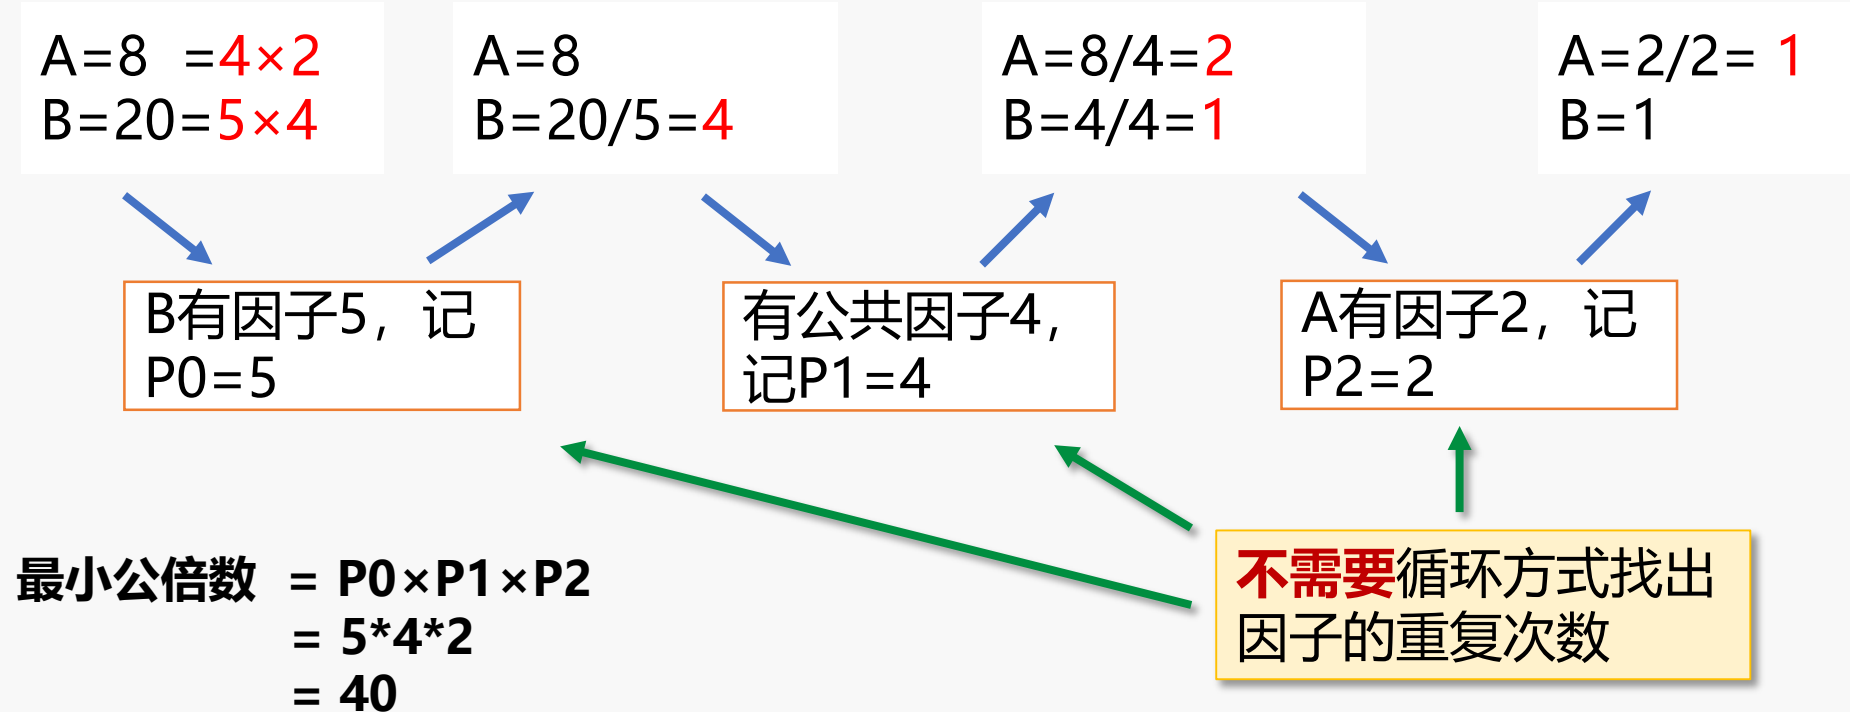 A=8 =4×2
B=20=5×4
A=8
B=20/5=4
A=8/4=2
B=4/4=1
A=2/2= 1
B=1
B有因子5，记
P0=5
有公共因子4，
记P1=4
A有因子2，记
P2=2
不需要循环方式找出
因子的重复次数
最小公倍数 = P0×P1×P2
= 5*4*2
= 40